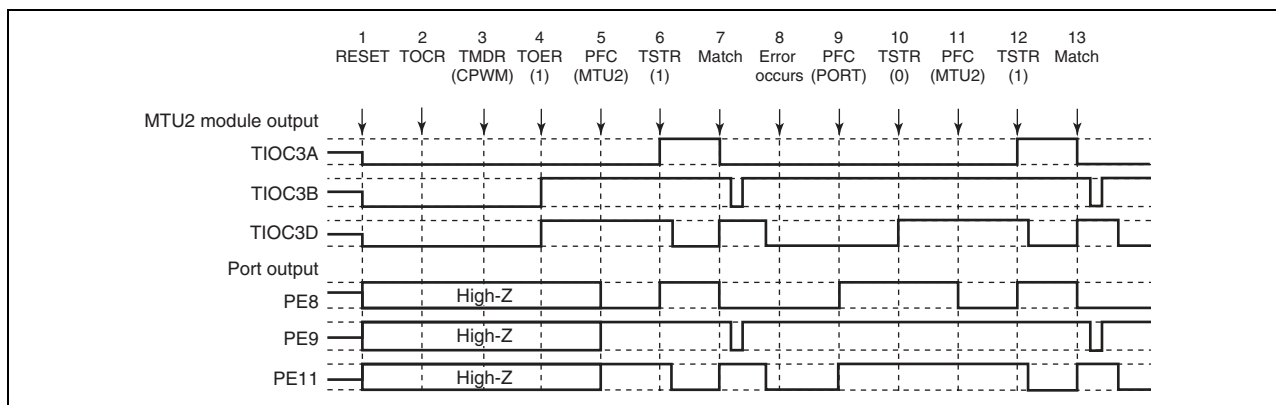 1 2 3 4 5 6 7 8 9 10 11 12 13
RESET TOCR TMDR TOER PFC TSTR Match Error PFC TSTR PFC TSTR Match
(CPWM) (1) (MTU2) (1) occurs (PORT) (0) (MTU2) (1)
MTU2 module output
TIOC3A
TIOC3B
TIOC3D
Port output
PE8 High-Z
PE9 High-Z
PE11 High-Z